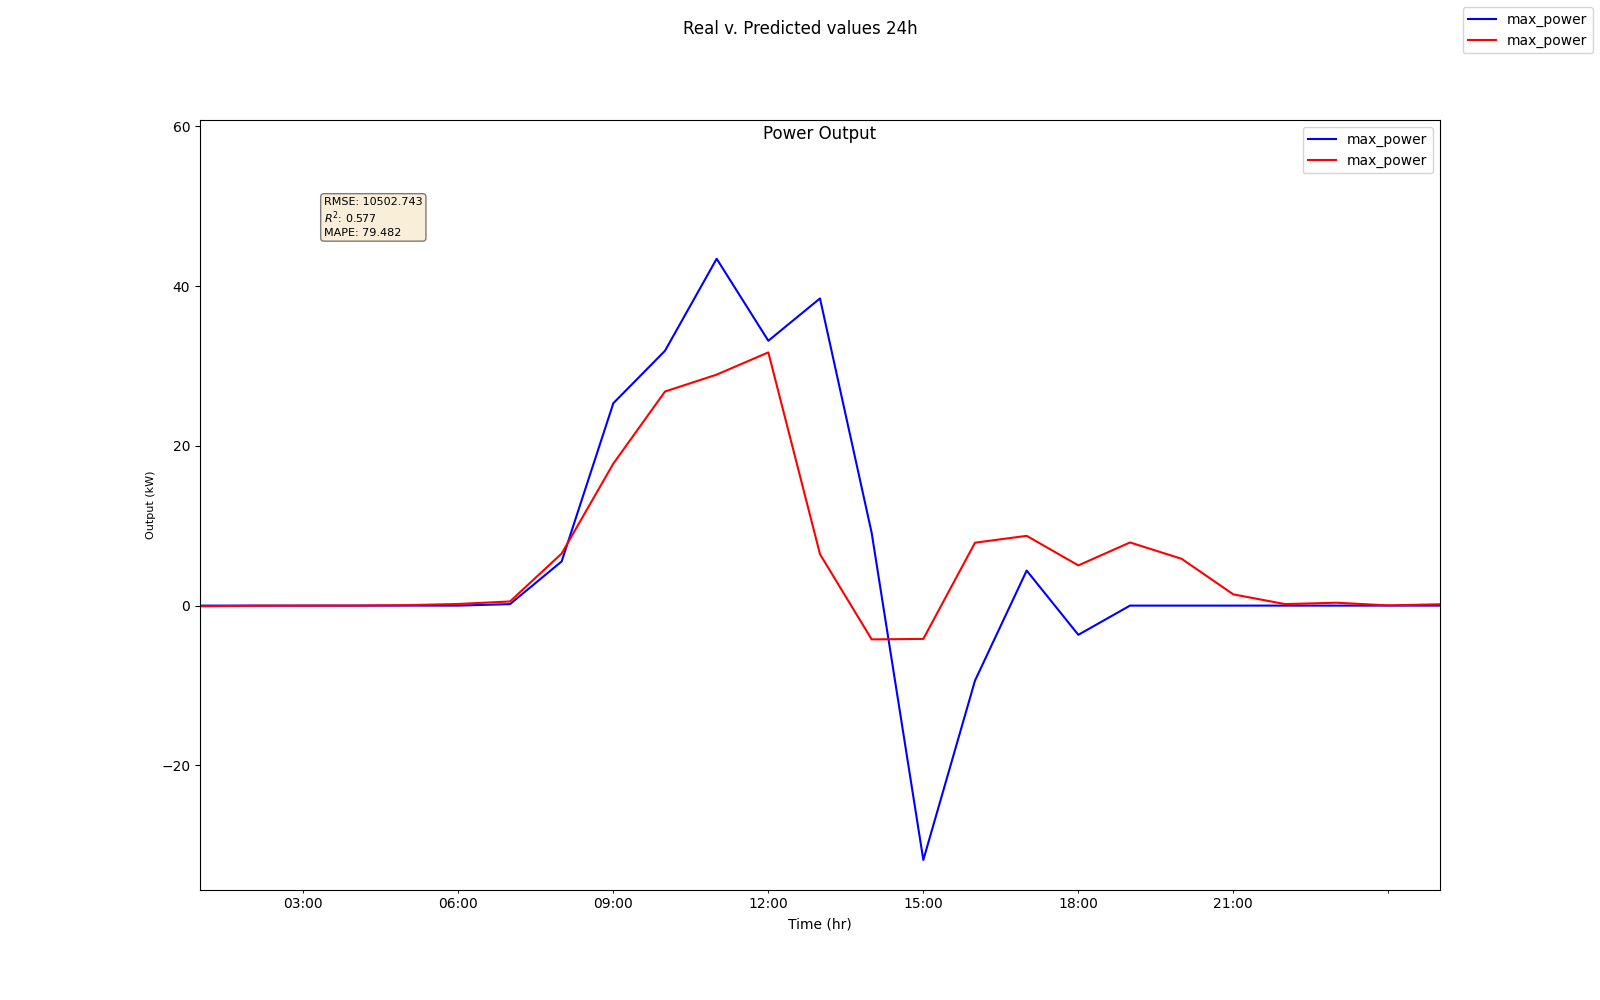 Real v. Predicted values 24h
max_power
max_power
Power Output
max_power
max_power
RMSE: 10502.743
R²: 0.577
MAPE: 79.482
60
40
20
0
−20
Output (kW)
03:00 06:00 09:00 12:00 15:00 18:00 21:00
Time (hr)